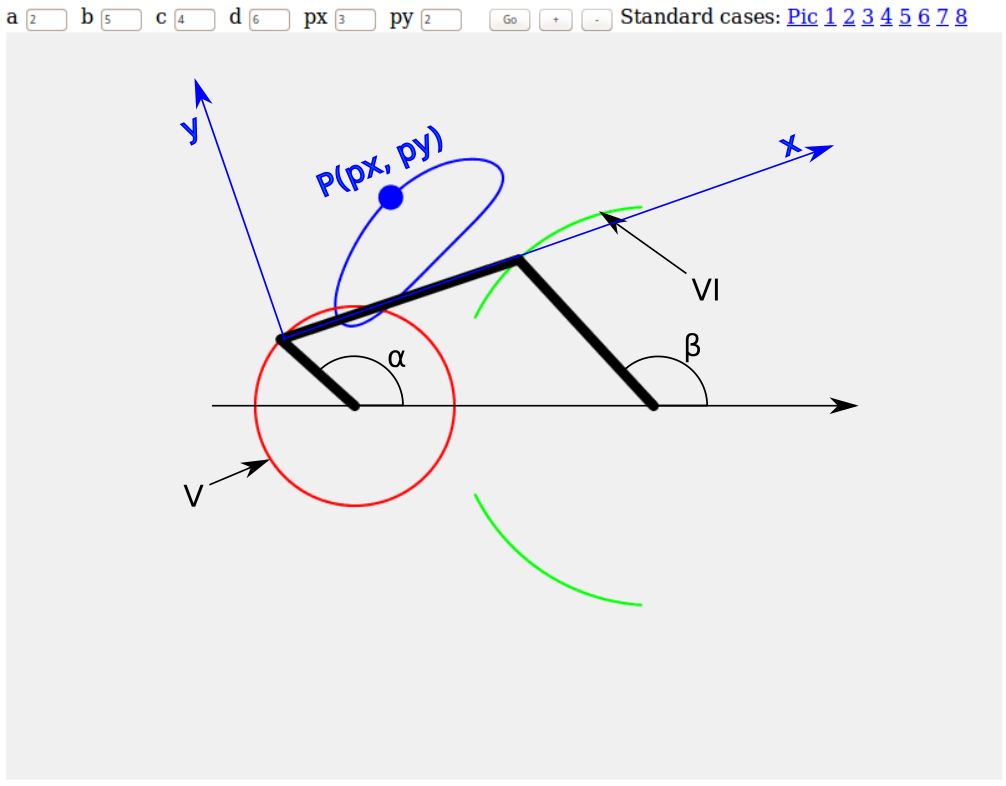 a 2 b 5 c 4 d 6 px 3 py 2 Go + - Standard cases: Pic 1 2 3 4 5 6 7 8
y
P(px, py)
x
VI
α
β
V